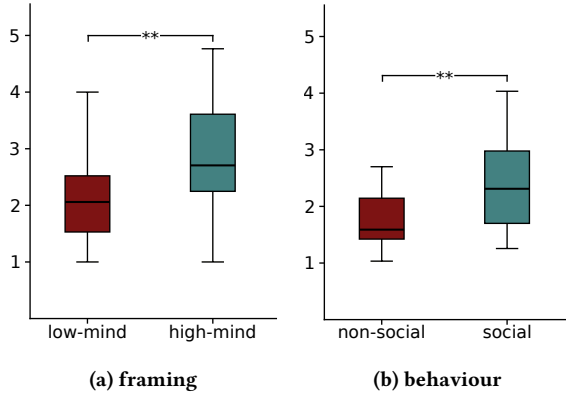 5
4
3
2
1
**
low-mind
high-mind
(a) framing
5
4
3
2
1
**
non-social
social
(b) behaviour